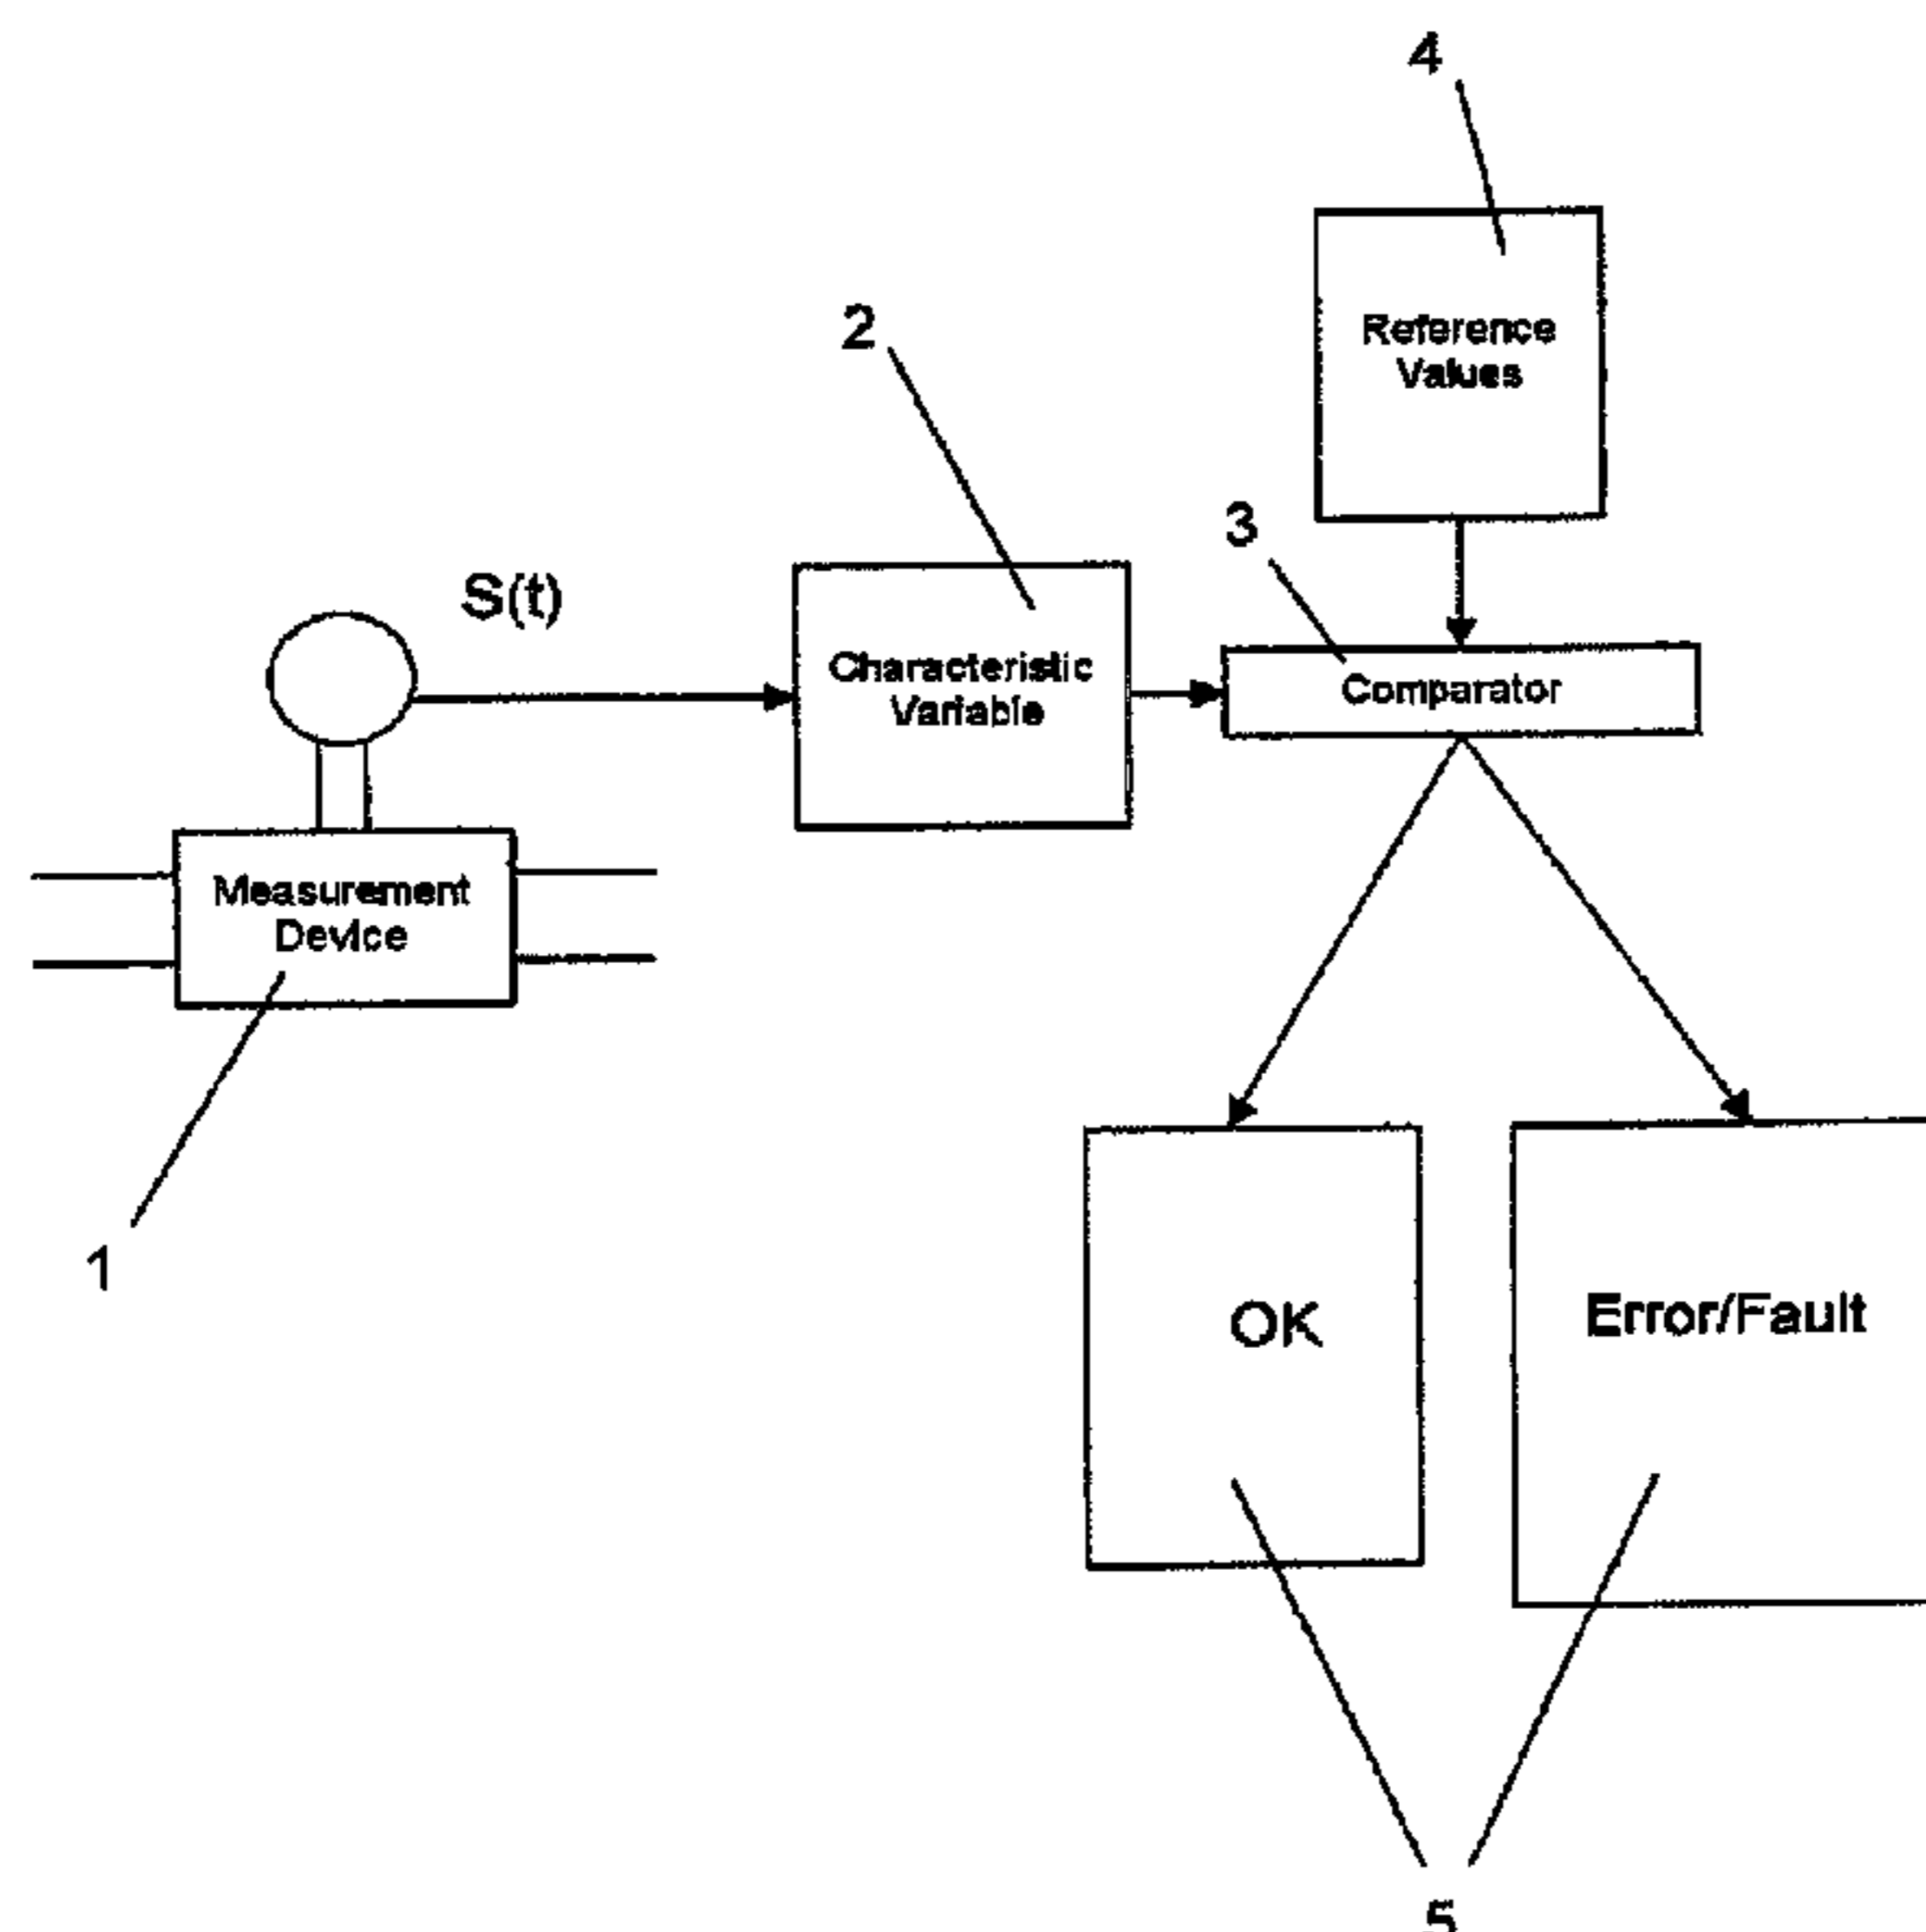 4
Reference
Values
2
3
S(t)
Characteristic
Variable
Comparator
Measurement
Device
1
OK
Error/Fault
5